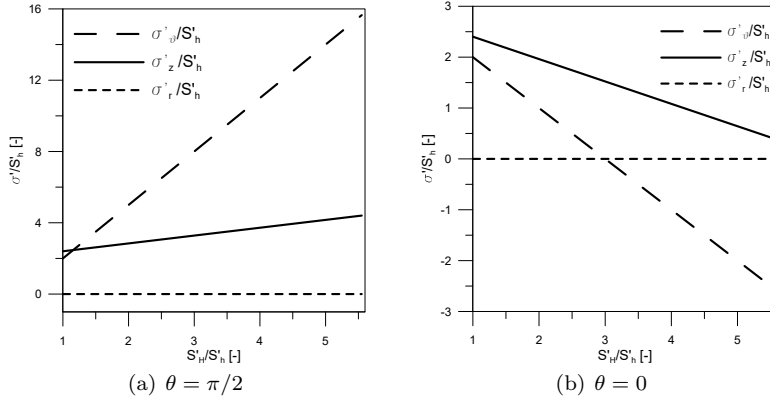 16
12
8
4
0
σ'/S'h [-]
σ'ϑ/S'h
σ'z/S'h
σ'r/S'h
1 2 3 4 5
S'H/S'h [-]
(a) θ = π/2
3
2
1
0
-1
-2
-3
σ'/S'h [-]
σ'ϑ/S'h
σ'z/S'h
σ'r/S'h
1 2 3 4 5
S'H/S'h [-]
(b) θ = 0